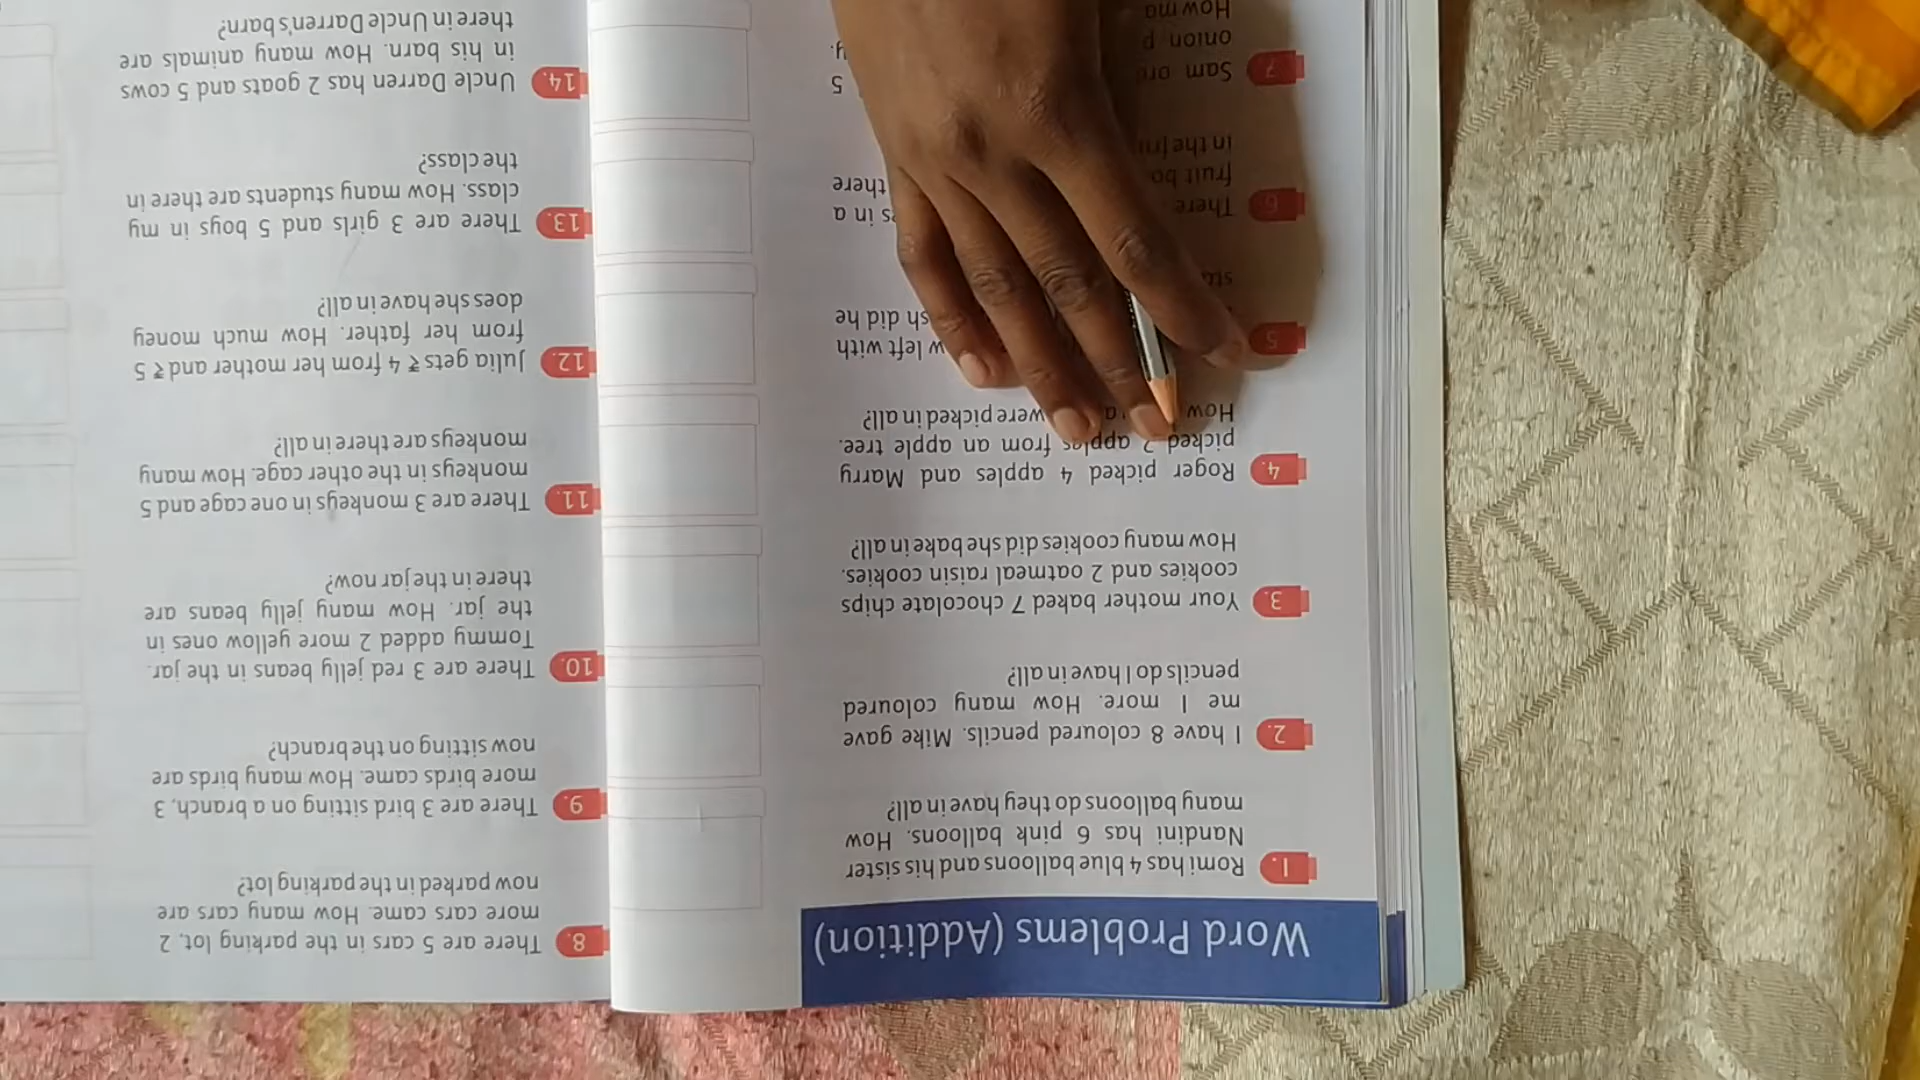 Word Problems (Addition)
1.
Romi has 4 blue balloons and his sister
Nandini has 6 pink balloons. How
many balloons do they have in all?
2.
I have 8 coloured pencils. Mike gave
me 1 more. How many coloured
pencils do I have in all?
3.
Your mother baked 7 chocolate chips
cookies and 2 oatmeal raisin cookies.
How many cookies did she bake in all?
4.
Roger picked 4 apples and Marry
picked 2 apples from an apple tree.
How were picked in all?
5
left with
did he
6.
There in a
fruit there
in the
7
Sam 5
onion
How
8.
There are 5 cars in the parking lot, 2
more cars came. How many cars are
now parked in the parking lot?
9.
There are 3 bird sitting on a branch, 3
more birds came. How many birds are
now sitting on the branch?
10.
There are 3 red jelly beans in the jar.
Tommy added 2 more yellow ones in
the jar. How many jelly beans are
there in the jar now?
11.
There are 3 monkeys in one cage and 5
monkeys in the other cage. How many
monkeys are there in all?
12.
Julia gets ₹ 4 from her mother and ₹ 5
from her father. How much money
does she have in all?
13.
There are 3 girls and 5 boys in my
class. How many students are there in
the class?
14.
Uncle Darren has 2 goats and 5 cows
in his barn. How many animals are
there in Uncle Darren's barn?